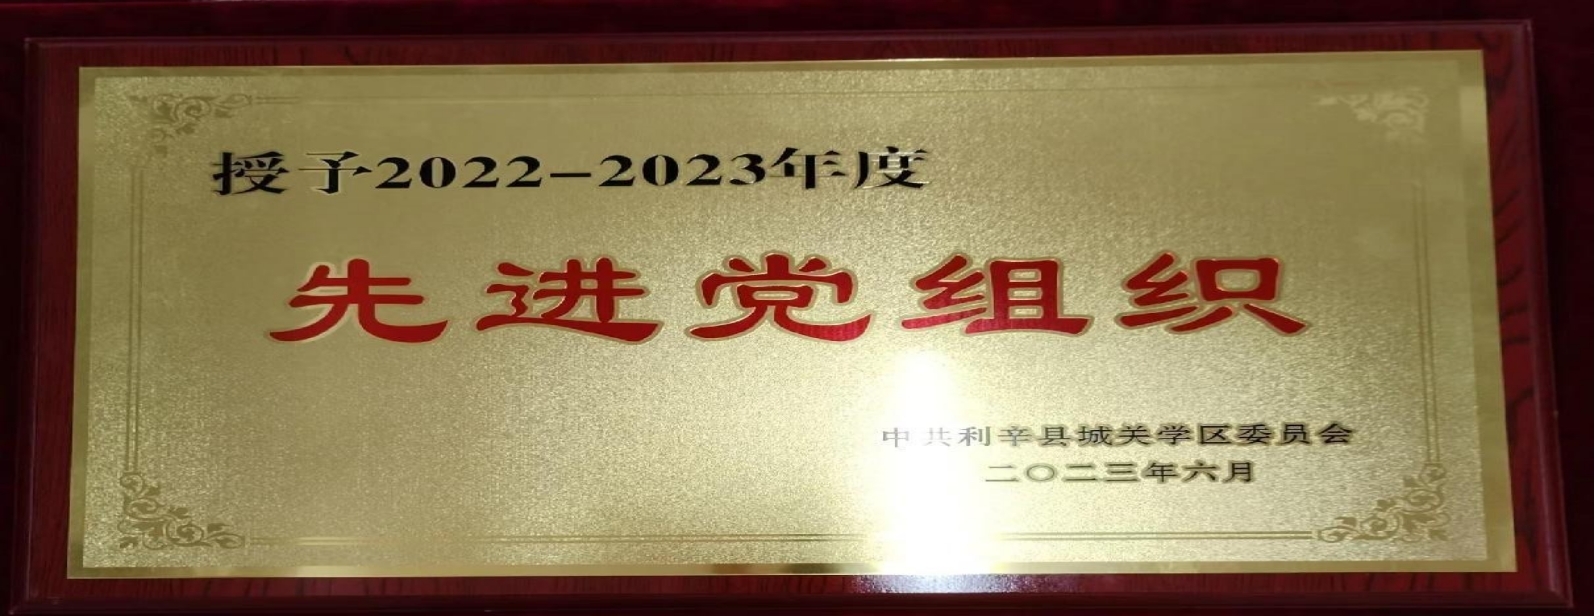 授予2022-2023年度
先进党组织
中共利辛县城关学区委员会
二〇二三年六月